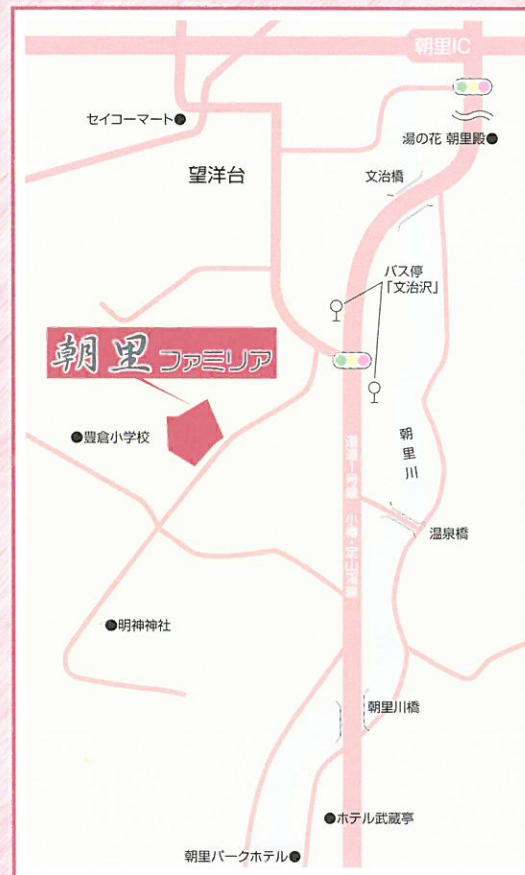 朝里IC
セイコーマート
湯の花 朝里殿
望洋台
文治橋
バス停
「文治沢」
朝里 ファミリア
豊倉小学校
朝里川
道道1号線 小樽・定山渓線
温泉橋
明神神社
朝里川橋
ホテル武蔵亭
朝里パークホテル